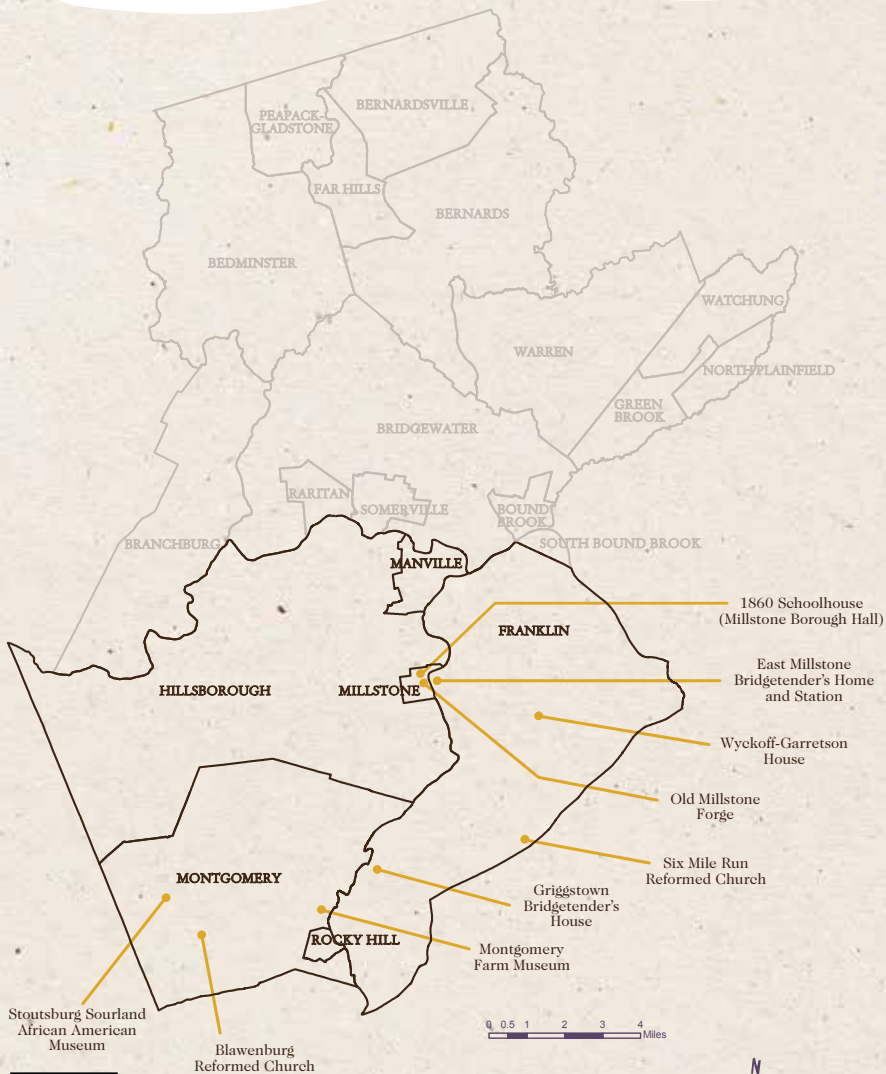 BERNARDSVILLE
PEAPACK-
GLADSTONE
FAR HILLS
BERNARDS
BEDMINSTER
WATCHUNG
WARREN
NORTH PLAINFIELD
GREEN
BROOK
BRIDGEWATER
RARITAN
SOMERVILLE
BOUND
BROOK
BRANCHBURG
SOUTH BOUND BROOK
MANVILLE
FRANKLIN
1860 Schoolhouse
(Millstone Borough Hall)
HILLSBOROUGH
MILLSTONE
East Millstone
Bridgetender's Home
and Station
Wyckoff-Garretson
House
Old Millstone
Forge
Six Mile Run
Reformed Church
MONTGOMERY
Griggstown
Bridgetender's
House
ROCKY HILL
Montgomery
Farm Museum
Stoutsburg Sourland
African American
Museum
Blawenburg
Reformed Church
0 0.5 1 2 3 4
Miles
N